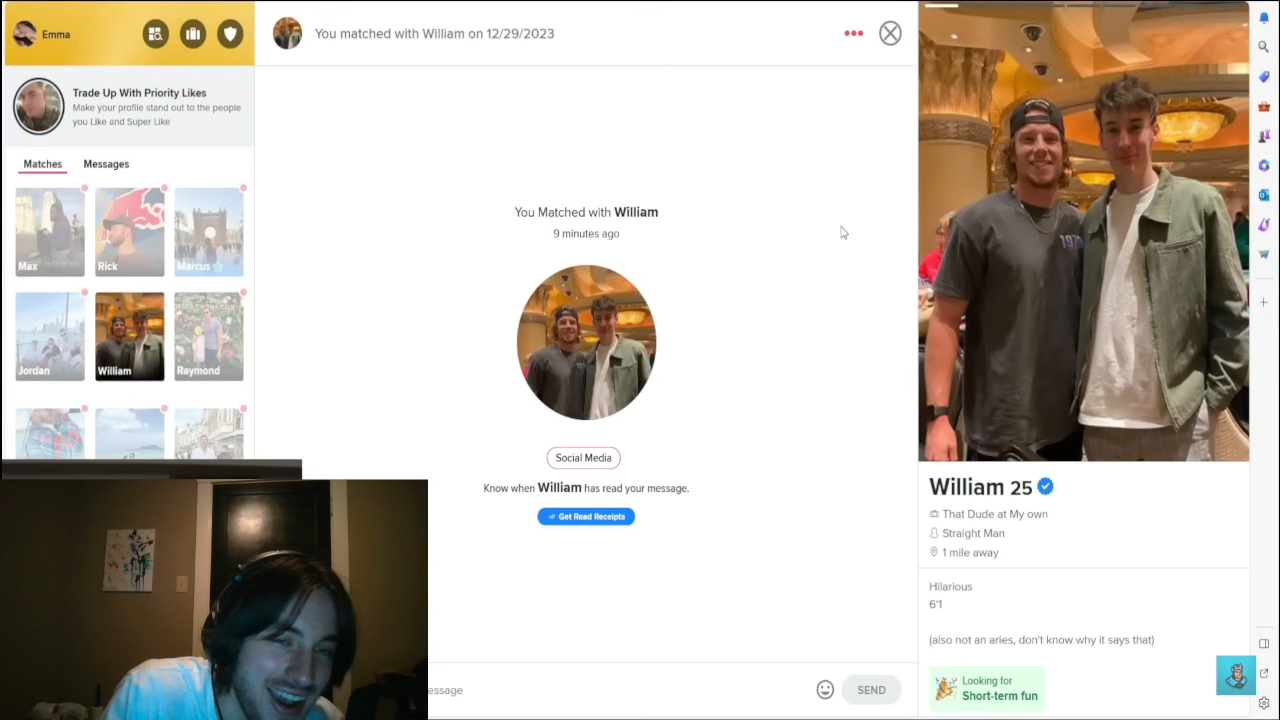 Emma
Trade Up With Priority Likes
Make your profile stand out to the people
you Like and Super Like
Matches
Messages
Max
Rick
Marcus
Jordan
William
Raymond
You matched with William on 12/29/2023
You Matched with William
9 minutes ago
Social Media
Know when William has read your message.
Get Read Receipts
essage
SEND
William 25
That Dude at My own
Straight Man
1 mile away
Hilarious
6'1
(also not an aries, don't know why it says that)
Looking for
Short-term fun